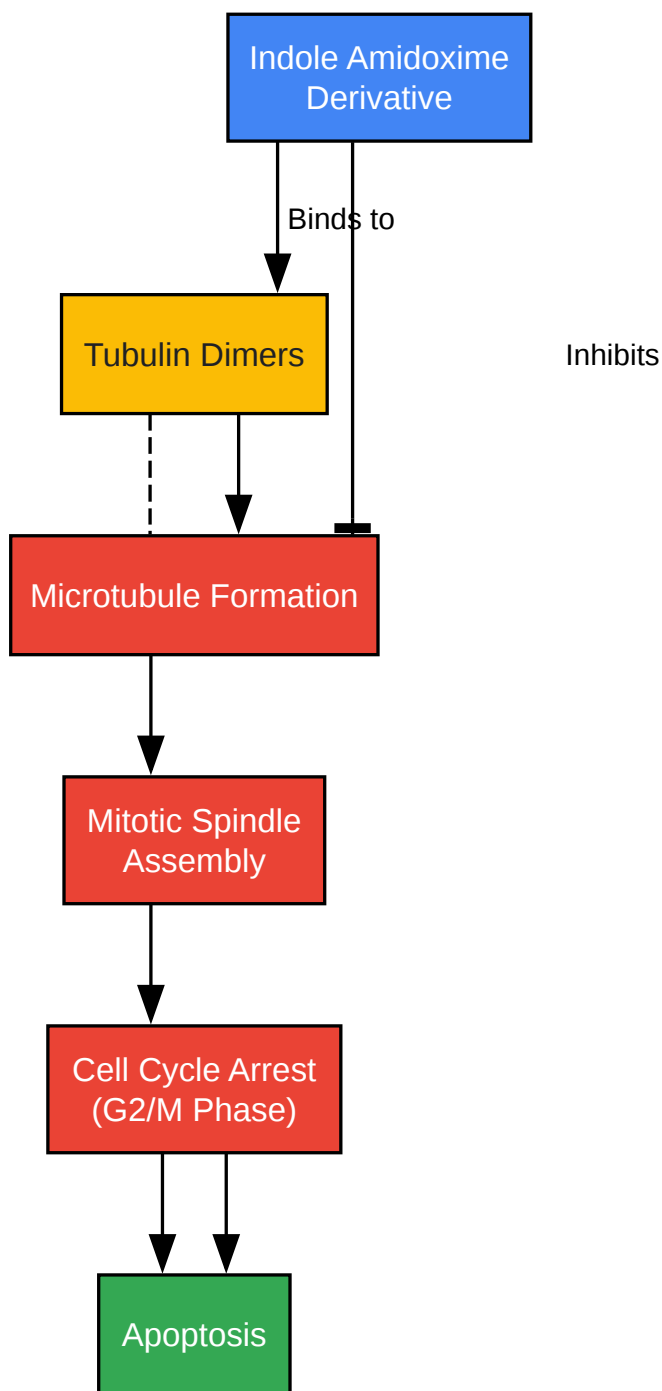 Indole Amidoxime
Derivative
Binds to
Tubulin Dimers
Inhibits
Microtubule Formation
Mitotic Spindle
Assembly
Cell Cycle Arrest
(G2/M Phase)
Apoptosis